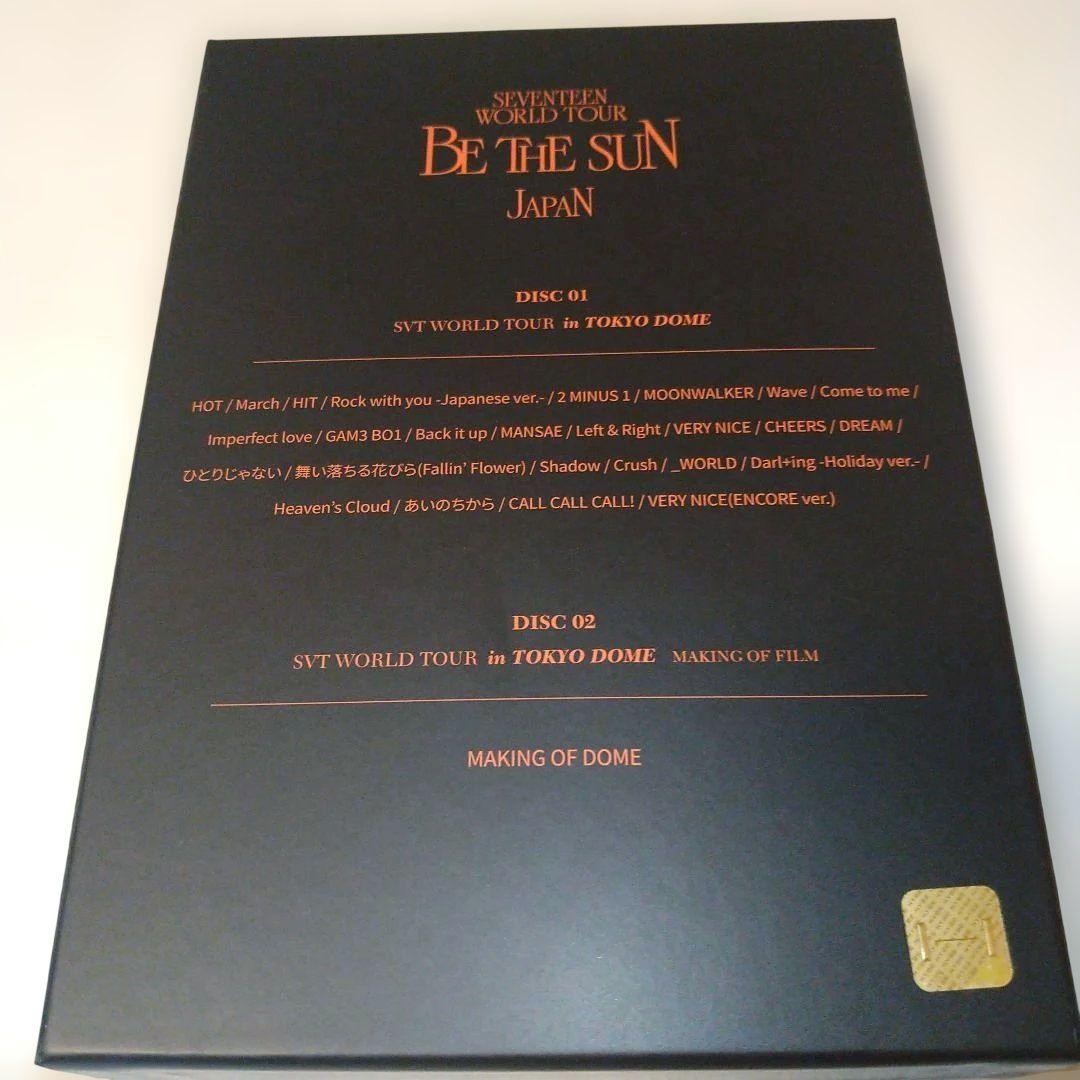 SEVENTEEN
WORLD TOUR
BE THE SUN
JAPAN
DISC 01
SVT WORLD TOUR in TOKYO DOME
HOT / March / HIT / Rock with you -Japanese ver.- / 2 MINUS 1 / MOONWALKER / Wave / Come to me /
Imperfect love / GAM3 BO1 / Back it up / MANSAE / Left & Right / VERY NICE / CHEERS / DREAM /
ひとりじゃない / 舞い落ちる花びら(Fallin' Flower) / Shadow / Crush / _WORLD / Darl+ing -Holiday ver.- /
Heaven's Cloud / あいのちから / CALL CALL CALL! / VERY NICE(ENCORE ver.)
DISC 02
SVT WORLD TOUR in TOKYO DOME MAKING OF FILM
MAKING OF DOME